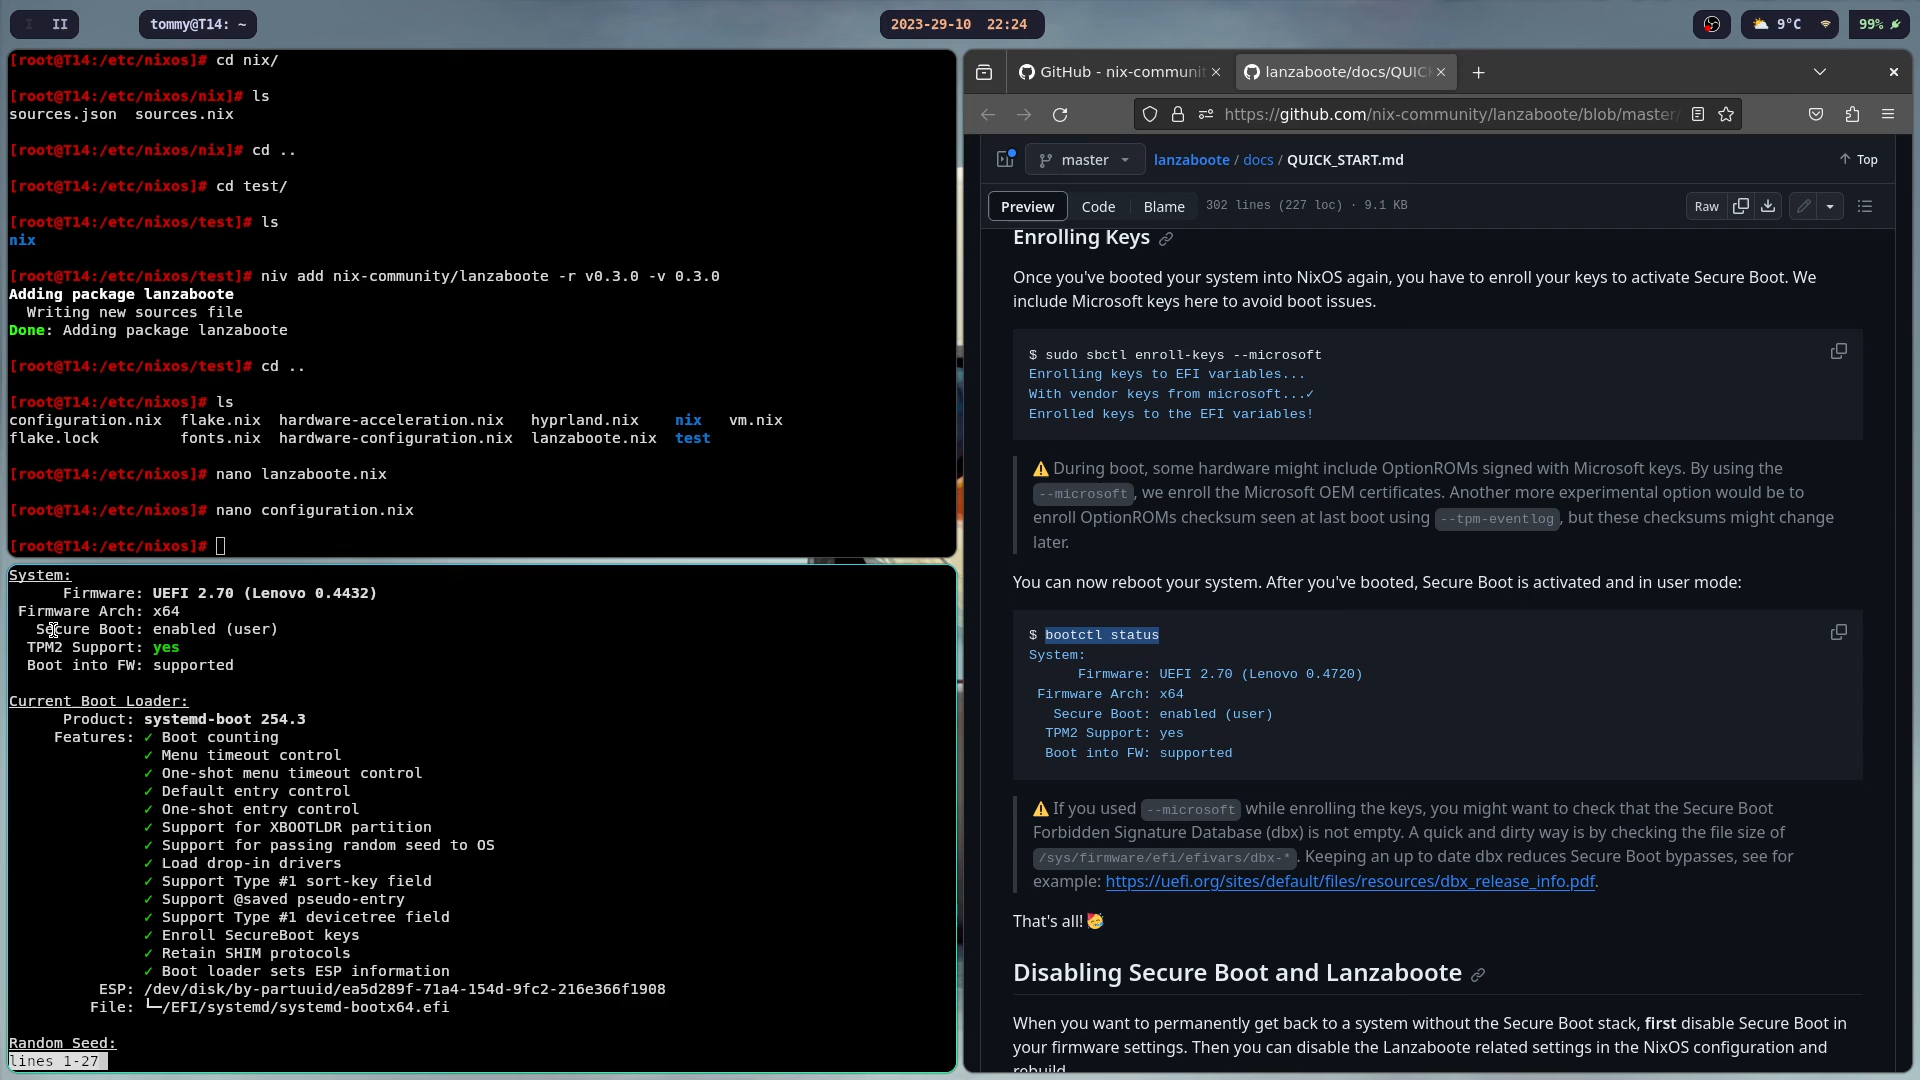 I II
tommy@T14: ~
2023-29-10 22:24
9°C
99%
[root@T14:/etc/nixos]# cd nix/
[root@T14:/etc/nixos/nix]# ls
sources.json sources.nix
[root@T14:/etc/nixos/nix]# cd ..
[root@T14:/etc/nixos]# cd test/
[root@T14:/etc/nixos/test]# ls
nix
[root@T14:/etc/nixos/test]# niv add nix-community/lanzaboote -r v0.3.0 -v 0.3.0
Adding package lanzaboote
Writing new sources file
Done: Adding package lanzaboote
[root@T14:/etc/nixos/test]# cd ..
[root@T14:/etc/nixos]# ls
configuration.nix flake.nix hardware-acceleration.nix hyprland.nix nix vm.nix
flake.lock fonts.nix hardware-configuration.nix lanzaboote.nix test
[root@T14:/etc/nixos]# nano lanzaboote.nix
[root@T14:/etc/nixos]# nano configuration.nix
[root@T14:/etc/nixos]#
System:
Firmware: UEFI 2.70 (Lenovo 0.4432)
Firmware Arch: x64
Secure Boot: enabled (user)
TPM2 Support: yes
Boot into FW: supported
Current Boot Loader:
Product: systemd-boot 254.3
Features: ✓ Boot counting
✓ Menu timeout control
✓ One-shot menu timeout control
✓ Default entry control
✓ One-shot entry control
✓ Support for XBOOTLDR partition
✓ Support for passing random seed to OS
✓ Load drop-in drivers
✓ Support Type #1 sort-key field
✓ Support @saved pseudo-entry
✓ Support Type #1 devicetree field
✓ Enroll SecureBoot keys
✓ Retain SHIM protocols
✓ Boot loader sets ESP information
ESP: /dev/disk/by-partuuid/ea5d289f-71a4-154d-9fc2-216e366f1908
File: └─/EFI/systemd/systemd-bootx64.efi
Random Seed:
lines 1-27
GitHub - nix-communit
lanzaboote/docs/QUIC
https://github.com/nix-community/lanzaboote/blob/master/
master lanzaboote / docs / QUICK_START.md ↑ Top
Preview Code Blame 302 lines (227 loc) · 9.1 KB Raw
Enrolling Keys
Once you've booted your system into NixOS again, you have to enroll your keys to activate Secure Boot. We
include Microsoft keys here to avoid boot issues.
$ sudo sbctl enroll-keys --microsoft
Enrolling keys to EFI variables...
With vendor keys from microsoft...✓
Enrolled keys to the EFI variables!
⚠️ During boot, some hardware might include OptionROMs signed with Microsoft keys. By using the
--microsoft, we enroll the Microsoft OEM certificates. Another more experimental option would be to
enroll OptionROMs checksum seen at last boot using --tpm-eventlog, but these checksums might change
later.
You can now reboot your system. After you've booted, Secure Boot is activated and in user mode:
$ bootctl status
System:
Firmware: UEFI 2.70 (Lenovo 0.4720)
Firmware Arch: x64
Secure Boot: enabled (user)
TPM2 Support: yes
Boot into FW: supported
⚠️ If you used --microsoft while enrolling the keys, you might want to check that the Secure Boot
Forbidden Signature Database (dbx) is not empty. A quick and dirty way is by checking the file size of
/sys/firmware/efi/efivars/dbx-*. Keeping an up to date dbx reduces Secure Boot bypasses, see for
example: https://uefi.org/sites/default/files/resources/dbx_release_info.pdf.
That's all! 🥳
Disabling Secure Boot and Lanzaboote
When you want to permanently get back to a system without the Secure Boot stack, first disable Secure Boot in
your firmware settings. Then you can disable the Lanzaboote related settings in the NixOS configuration and
rebuild.